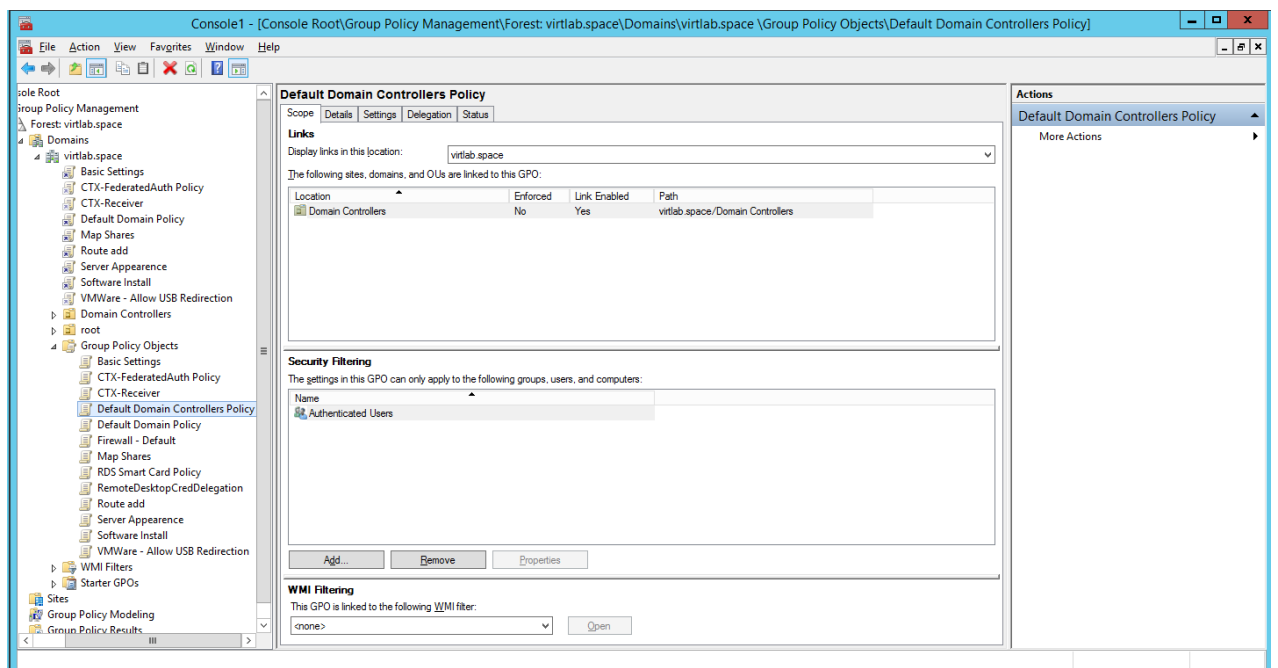 Console1 - [Console Root\Group Policy Management\Forest: virtlab.space\Domains\virtlab.space \Group Policy Objects\Default Domain Controllers Policy]
File Action View Favorites Window Help
sole Root
Group Policy Management
Forest: virtlab.space
Domains
virtlab.space
Basic Settings
CTX-FederatedAuth Policy
CTX-Receiver
Default Domain Policy
Map Shares
Route add
Server Appearence
Software Install
VMWare - Allow USB Redirection
Domain Controllers
root
Group Policy Objects
Basic Settings
CTX-FederatedAuth Policy
CTX-Receiver
Default Domain Controllers Policy
Default Domain Policy
Firewall - Default
Map Shares
RDS Smart Card Policy
RemoteDesktopCredDelegation
Route add
Server Appearence
Software Install
VMWare - Allow USB Redirection
WMI Filters
Starter GPOs
Sites
Group Policy Modeling
Group Policy Results
Default Domain Controllers Policy
Scope Details Settings Delegation Status
Links
Display links in this location: virtlab.space
The following sites, domains, and OUs are linked to this GPO:
Location Enforced Link Enabled Path
Domain Controllers No Yes virtlab.space/Domain Controllers
Security Filtering
The settings in this GPO can only apply to the following groups, users, and computers:
Name
Authenticated Users
Add... Remove Properties
WMI Filtering
This GPO is linked to the following WMI filter:
<none> Open
Actions
Default Domain Controllers Policy
More Actions